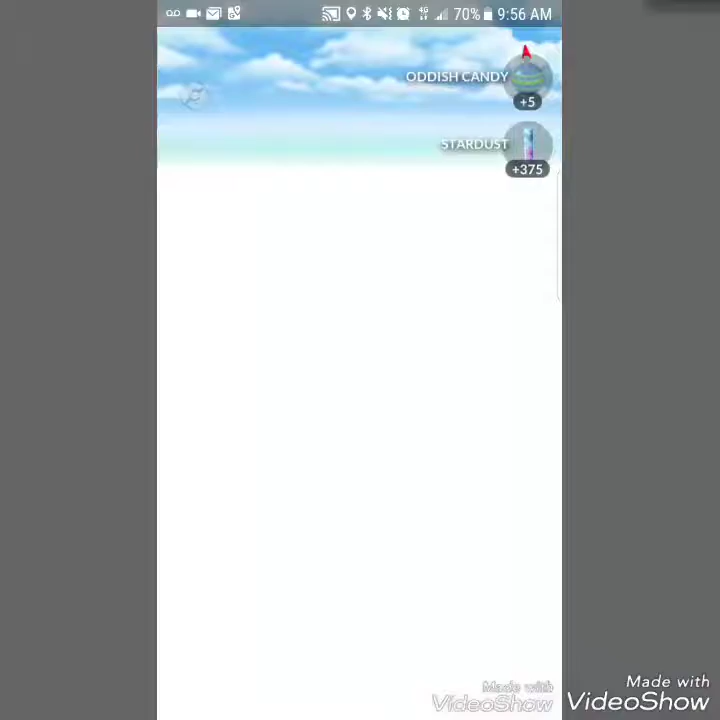 70% 9:56 AM
ODDISH CANDY
+5
STARDUST
+375
Made with
VideoShow
Made with
VideoShow